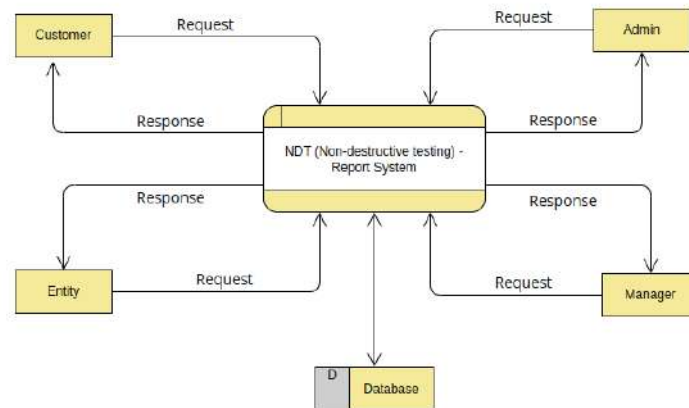 Customer
Request
Request
Admin
Response
Response
NDT (Non-destructive testing) -
Report System
Response
Response
Entity
Request
Request
Manager
D
Database